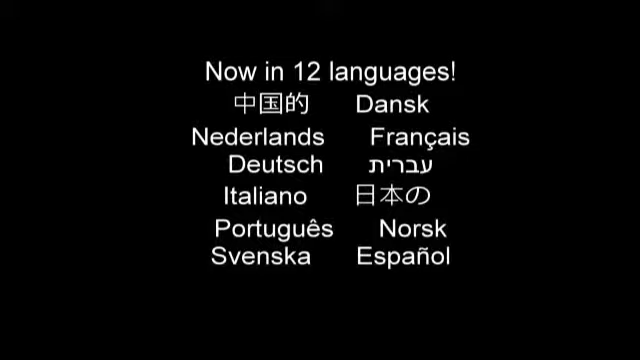 Now in 12 languages!
中国的 Dansk
Nederlands Français
Deutsch עברית
Italiano 日本の
Português Norsk
Svenska Español